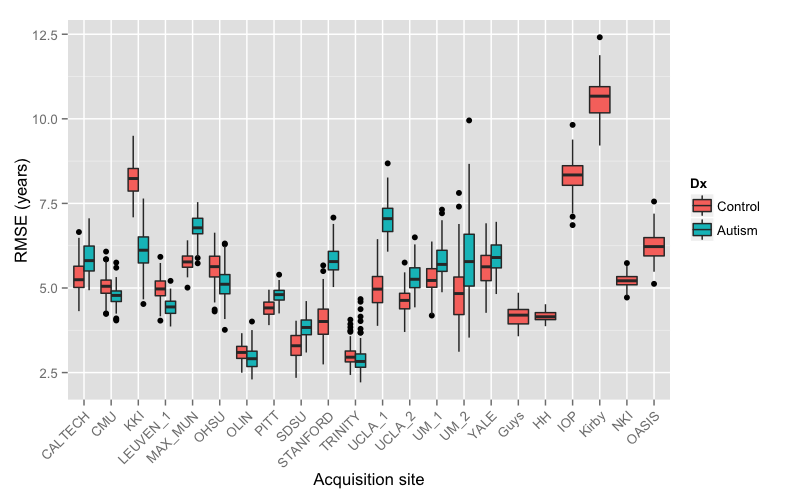 12.5
10.0
7.5
5.0
2.5
RMSE (years)
CALTECH
CMU
KKI
LEUVEN_1
MAX_MUN
OHSU
OLIN
PITT
SDSU
STANFORD
TRINITY
UCLA_1
UCLA_2
UM_1
UM_2
YALE
Guys
HH
IOP
Kirby
NKI
OASIS
Acquisition site
Dx
Control
Autism